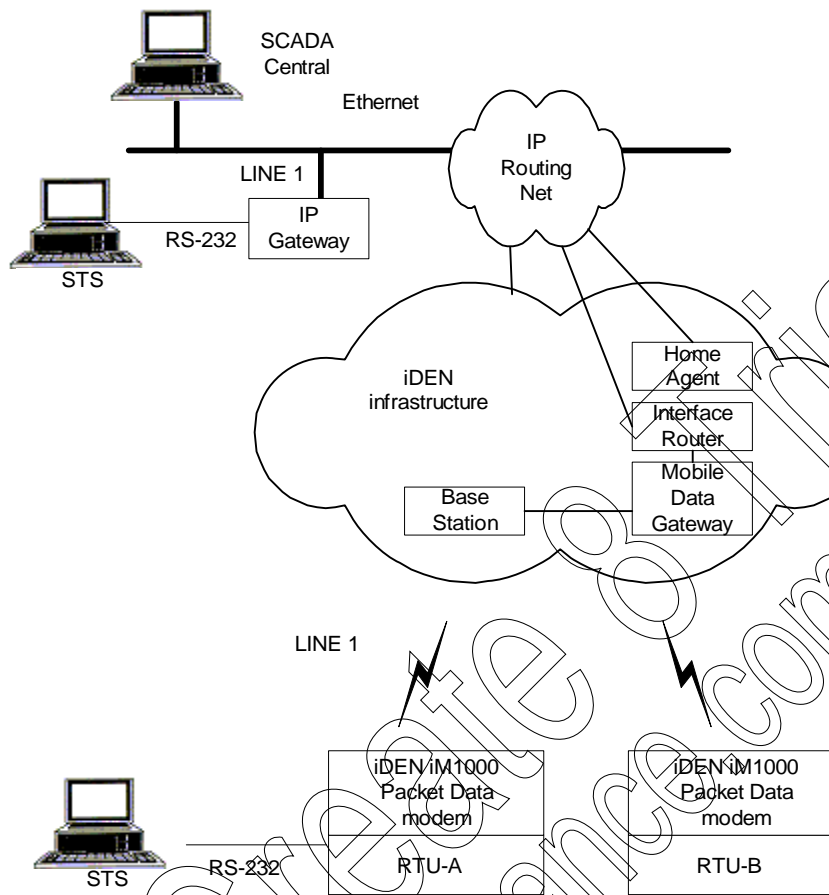 SCADA
Central
Ethernet
IP
Routing
Net
LINE 1
IP
Gateway
RS-232
STS
Home
Agent
iDEN
infrastructure
Interface
Router
Mobile
Data
Gateway
Base
Station
LINE 1
iDEN iM1000
Packet Data
modem
iDEN iM1000
Packet Data
modem
RS-232
STS
RTU-A
RTU-B